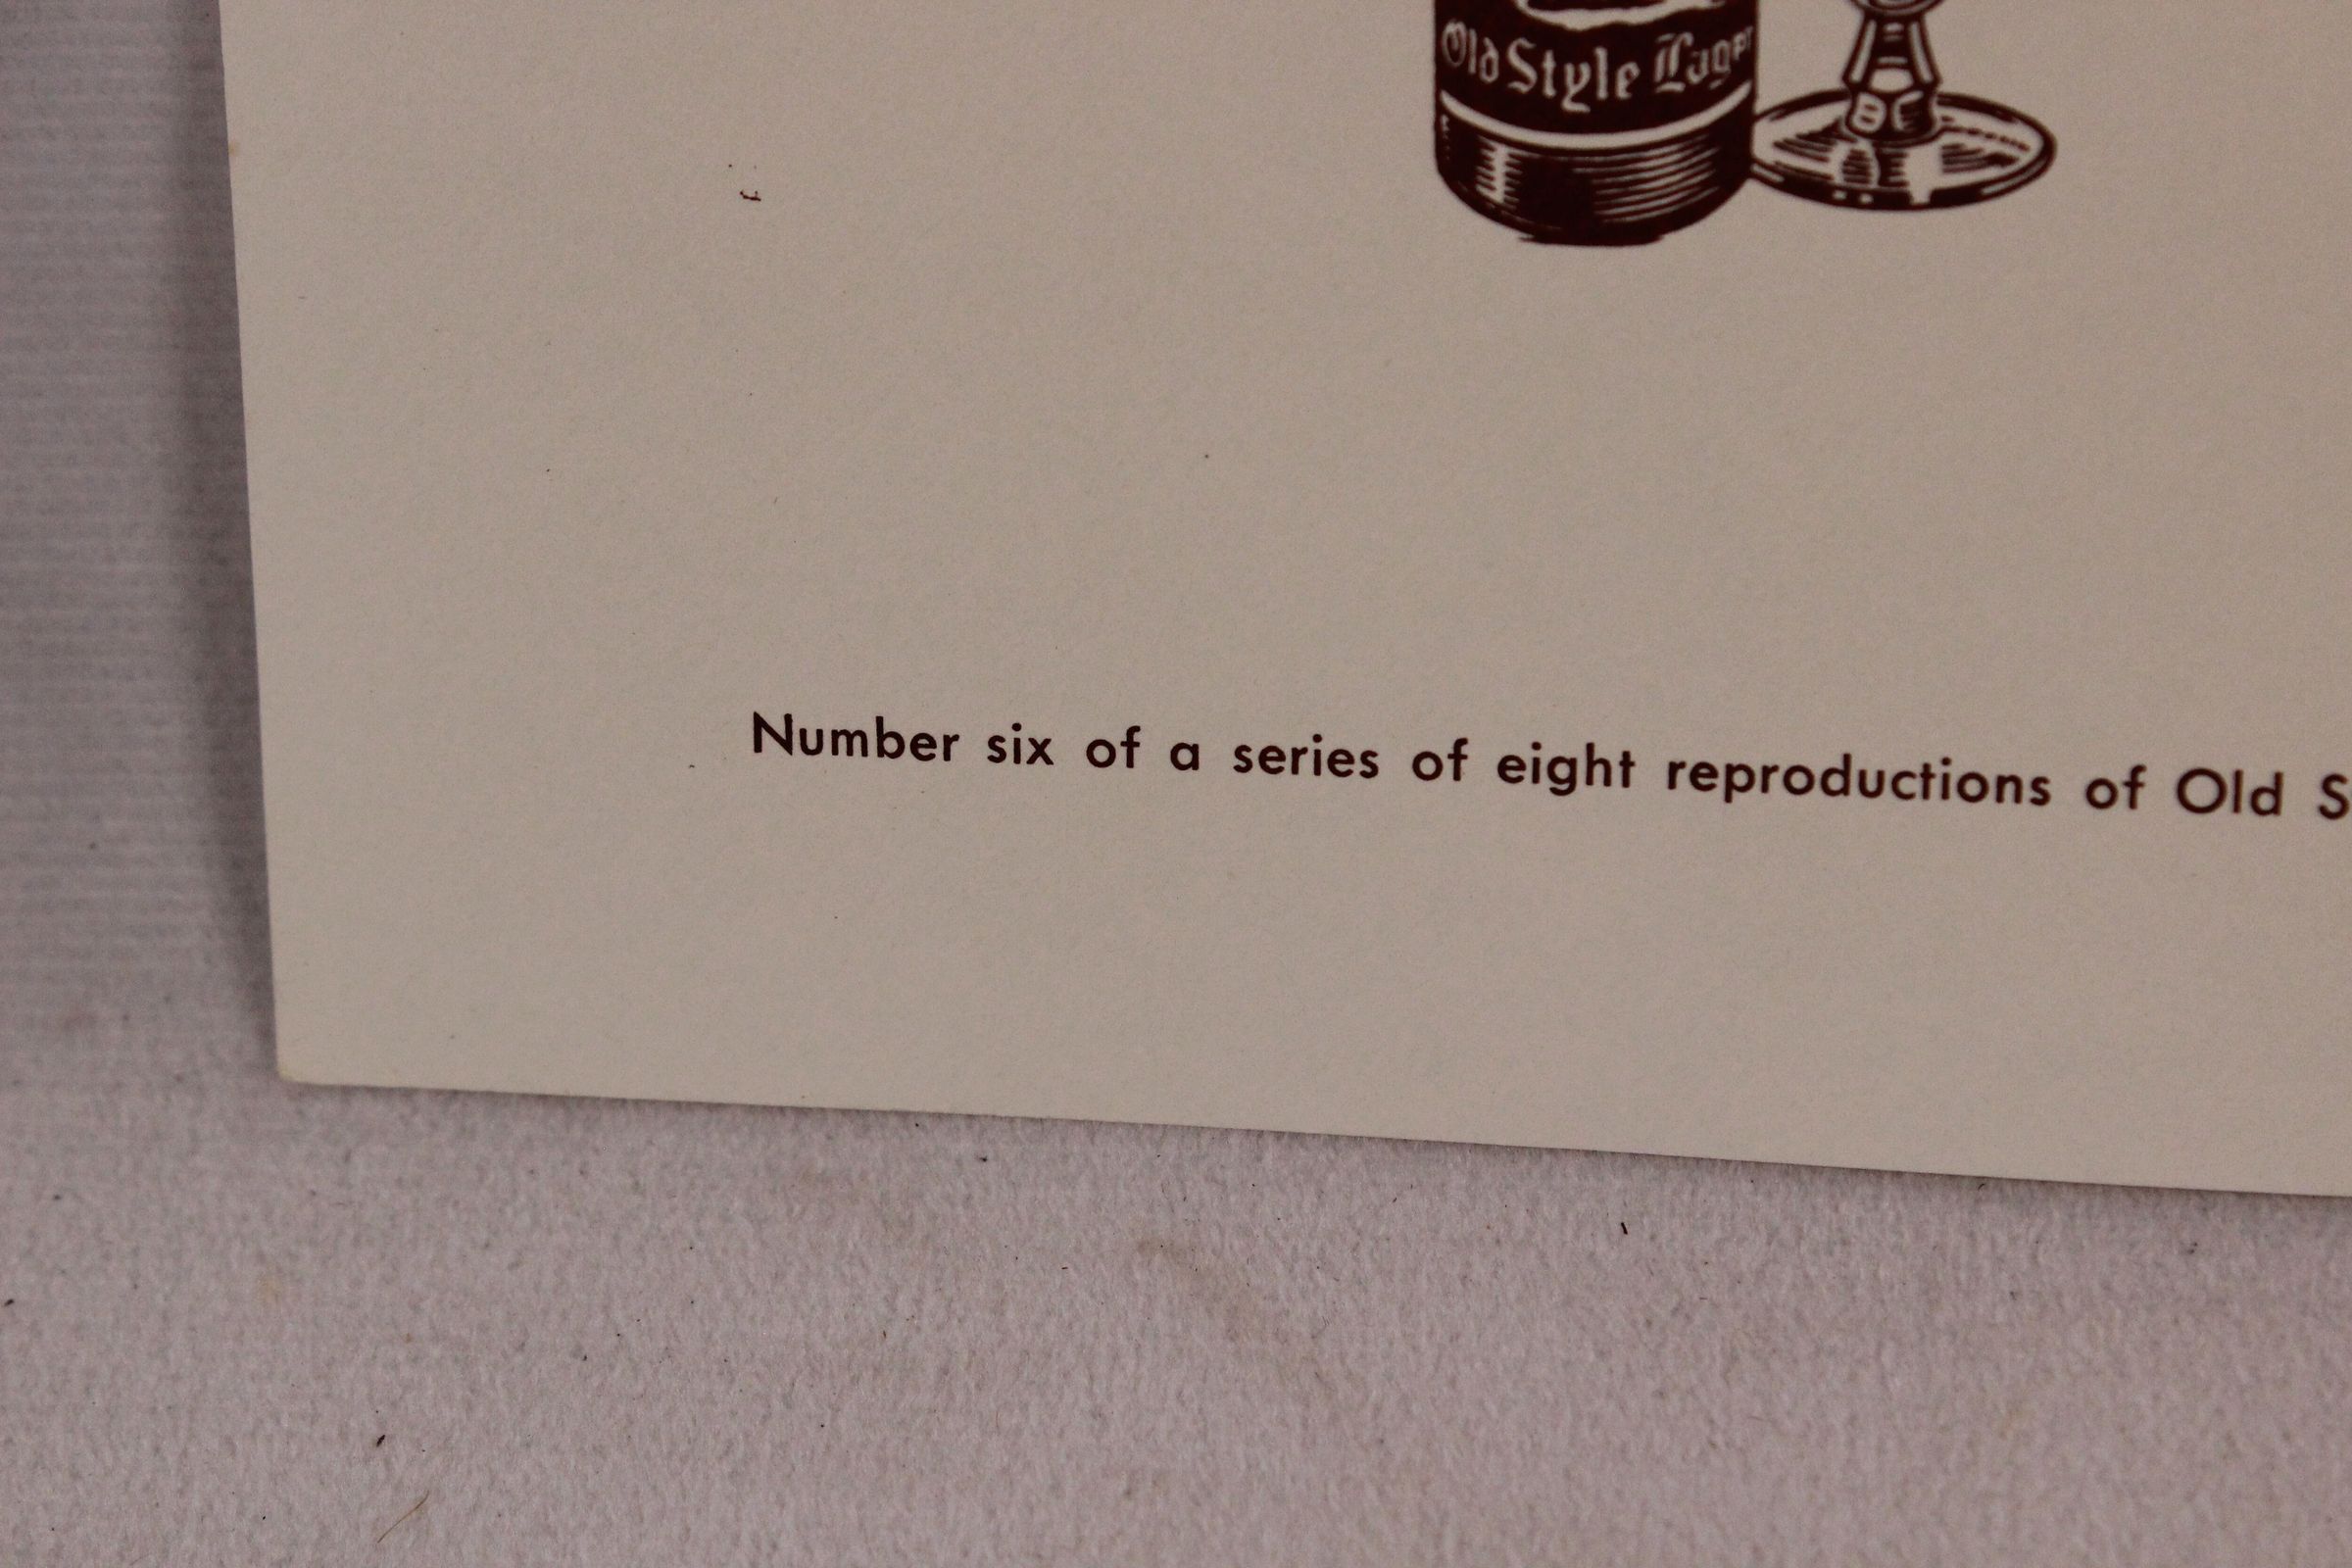 Old Style Lager
Number six of a series of eight reproductions of Old S